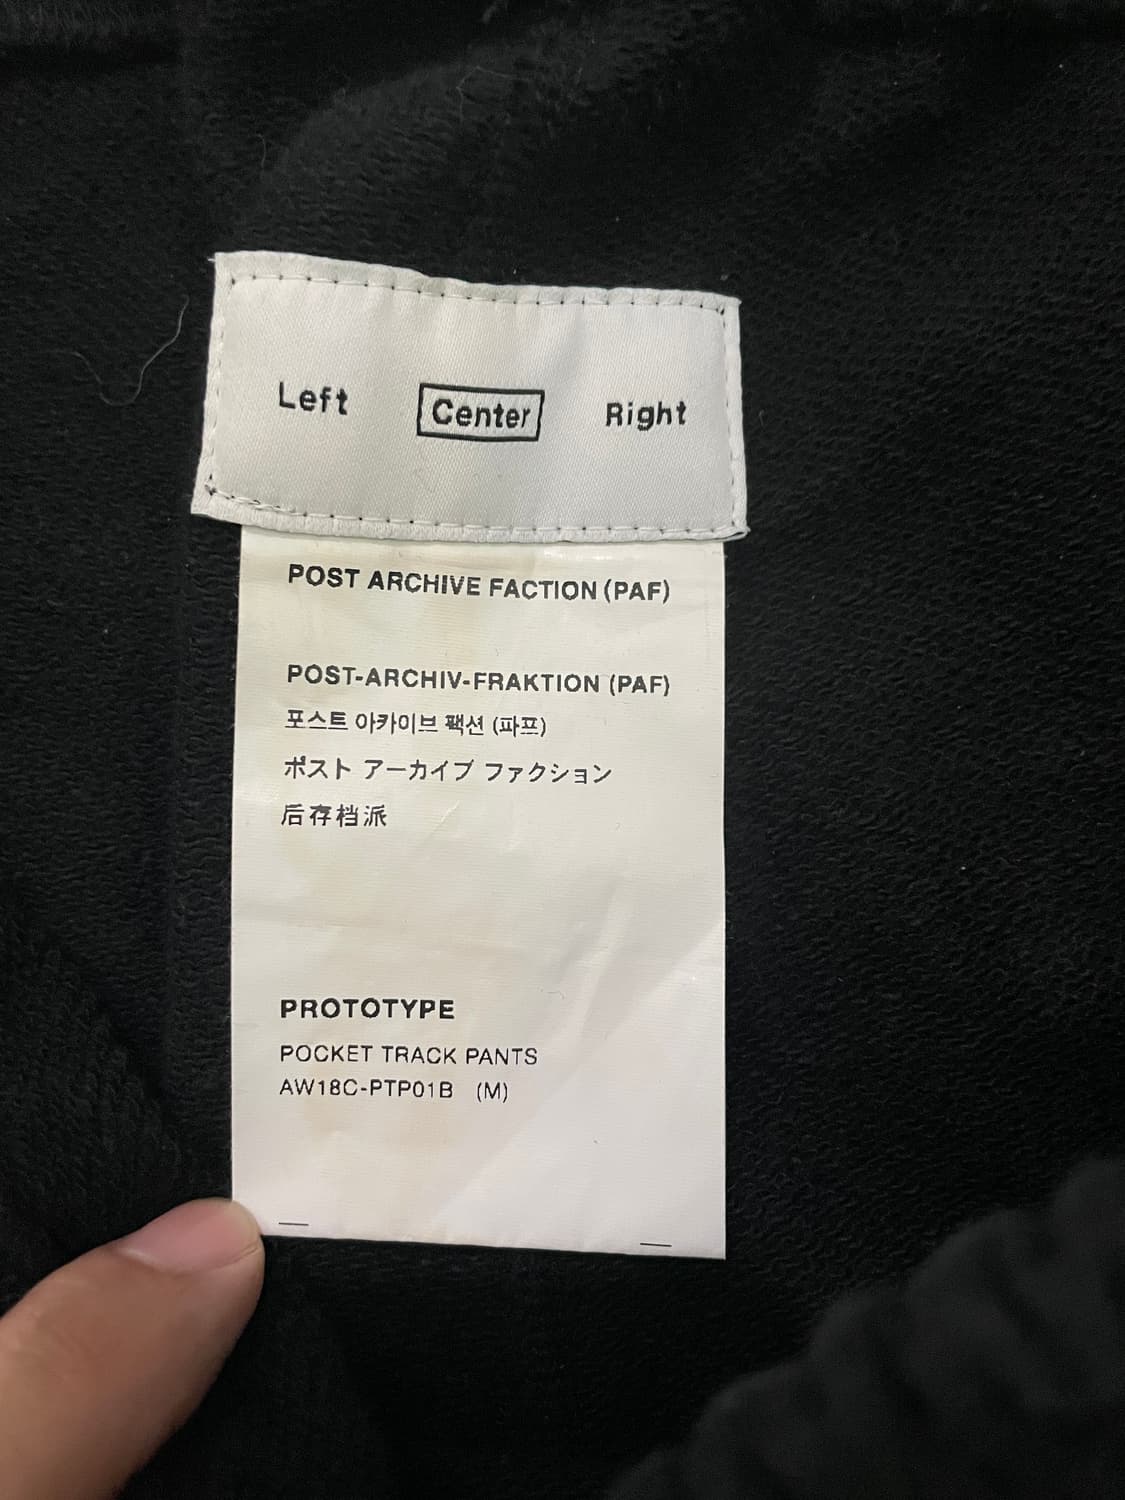 Left Center Right
POST ARCHIVE FACTION (PAF)
POST-ARCHIV-FRAKTION (PAF)
포스트 아카이브 팩션 (파프)
ポスト アーカイブ ファクション
后存档派
PROTOTYPE
POCKET TRACK PANTS
AW18C-PTP01B (M)